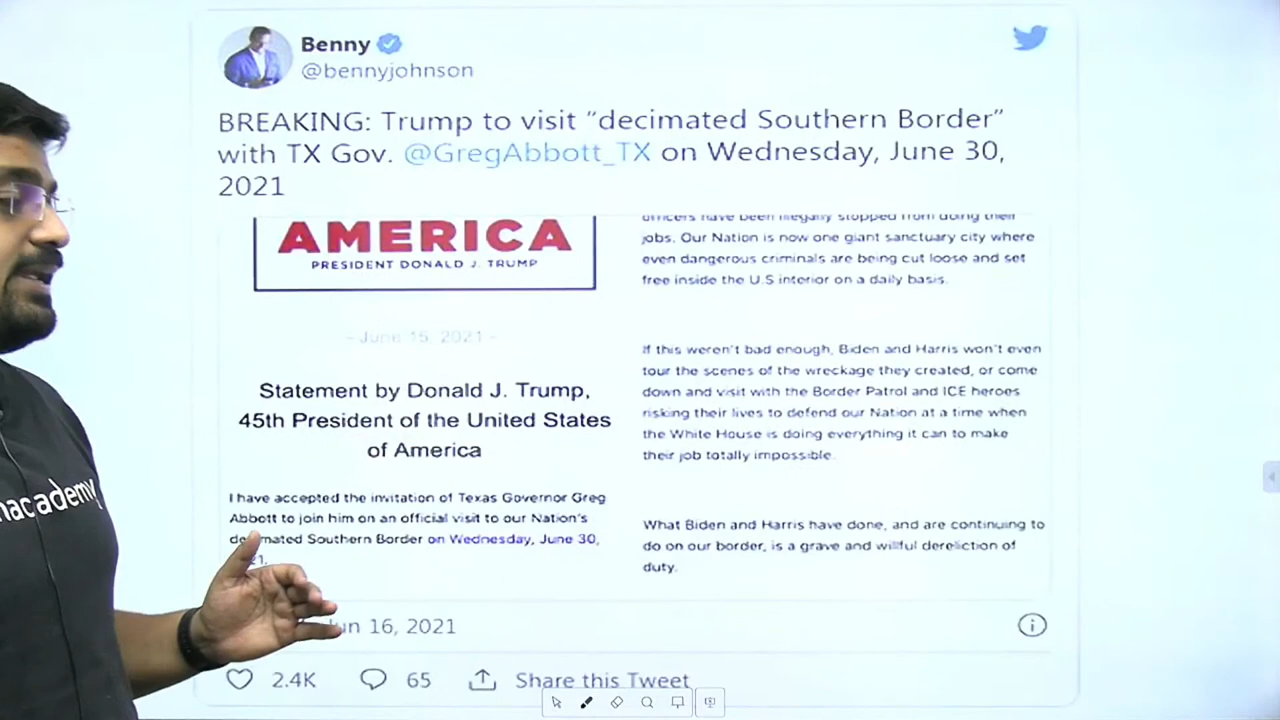 Benny
@bennyjohnson
BREAKING: Trump to visit “decimated Southern Border”
with TX Gov. @GregAbbott_TX on Wednesday, June 30,
2021
AMERICA
PRESIDENT DONALD J. TRUMP
- June 15, 2021 -
Statement by Donald J. Trump,
45th President of the United States
of America
I have accepted the invitation of Texas Governor Greg
Abbott to join him on an official visit to our Nation's
decimated Southern Border on Wednesday, June 30,
officers have been illegally stopped from doing their
jobs. Our Nation is now one giant sanctuary city where
even dangerous criminals are being cut loose and set
free inside the U.S interior on a daily basis.
If this weren't bad enough, Biden and Harris won't even
tour the scenes of the wreckage they created, or come
down and visit with the Border Patrol and ICE heroes
risking their lives to defend our Nation at a time when
the White House is doing everything it can to make
their job totally impossible.
What Biden and Harris have done, and are continuing to
do on our border, is a grave and willful dereliction of
duty.
Jun 16, 2021
2.4K 65 Share this Tweet
nacademy